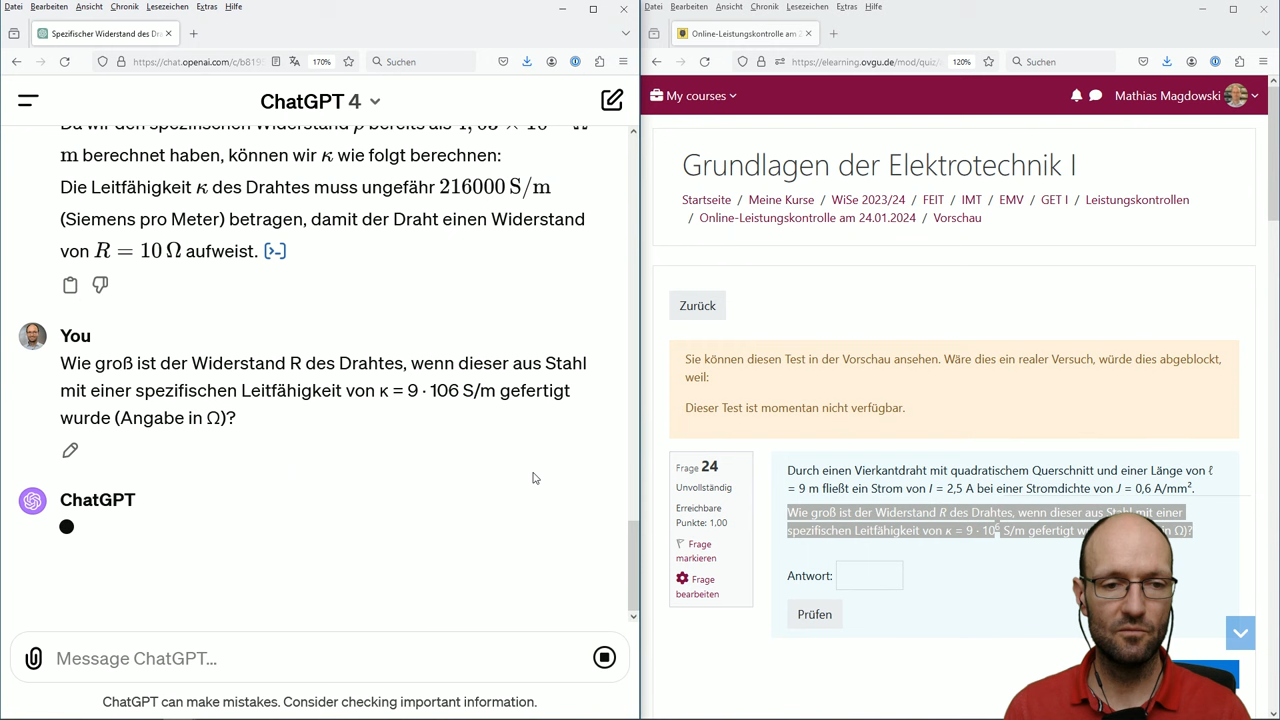 Datei Bearbeiten Ansicht Chronik Lesezeichen Extras Hilfe
Spezifischer Widerstand des Dra
https://chat.openai.com/c/b819
170%
Suchen
ChatGPT 4
m berechnet haben, können wir κ wie folgt berechnen:
Die Leitfähigkeit κ des Drahtes muss ungefähr 216000 S/m
(Siemens pro Meter) betragen, damit der Draht einen Widerstand
von R = 10 Ω aufweist. [>-]
You
Wie groß ist der Widerstand R des Drahtes, wenn dieser aus Stahl
mit einer spezifischen Leitfähigkeit von κ = 9 · 106 S/m gefertigt
wurde (Angabe in Ω)?
ChatGPT
Message ChatGPT...
ChatGPT can make mistakes. Consider checking important information.
Datei Bearbeiten Ansicht Chronik Lesezeichen Extras Hilfe
Online-Leistungskontrolle am 2
https://elearning.ovgu.de/mod/quiz/
120%
Suchen
My courses
Mathias Magdowski
Grundlagen der Elektrotechnik I
Startseite / Meine Kurse / WiSe 2023/24 / FEIT / IMT / EMV / GET I / Leistungskontrollen
/ Online-Leistungskontrolle am 24.01.2024 / Vorschau
Zurück
Sie können diesen Test in der Vorschau ansehen. Wäre dies ein realer Versuch, würde dies abgeblockt,
weil:
Dieser Test ist momentan nicht verfügbar.
Frage 24
Unvollständig
Erreichbare
Punkte: 1,00
Frage
markieren
Frage
bearbeiten
Durch einen Vierkantdraht mit quadratischem Querschnitt und einer Länge von ℓ
= 9 m fließt ein Strom von I = 2,5 A bei einer Stromdichte von J = 0,6 A/mm².
Wie groß ist der Widerstand R des Drahtes, wenn dieser aus Stahl mit einer
spezifischen Leitfähigkeit von κ = 9 · 10⁶ S/m gefertigt in Ω)?
Antwort:
Prüfen